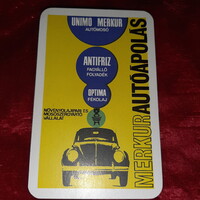 UNIMO MERKUR
AUTÓMOSÓ
ANTIFRIZ
FAGYÁLLÓ
FOLYADÉK
OPTIMA
FÉKOLAJ
NÖVÉNYOLAJIPARI ÉS
MOSÓSZERGYÁRTÓ
VÁLLALAT
MERKUR AUTÓÁPOLÁS